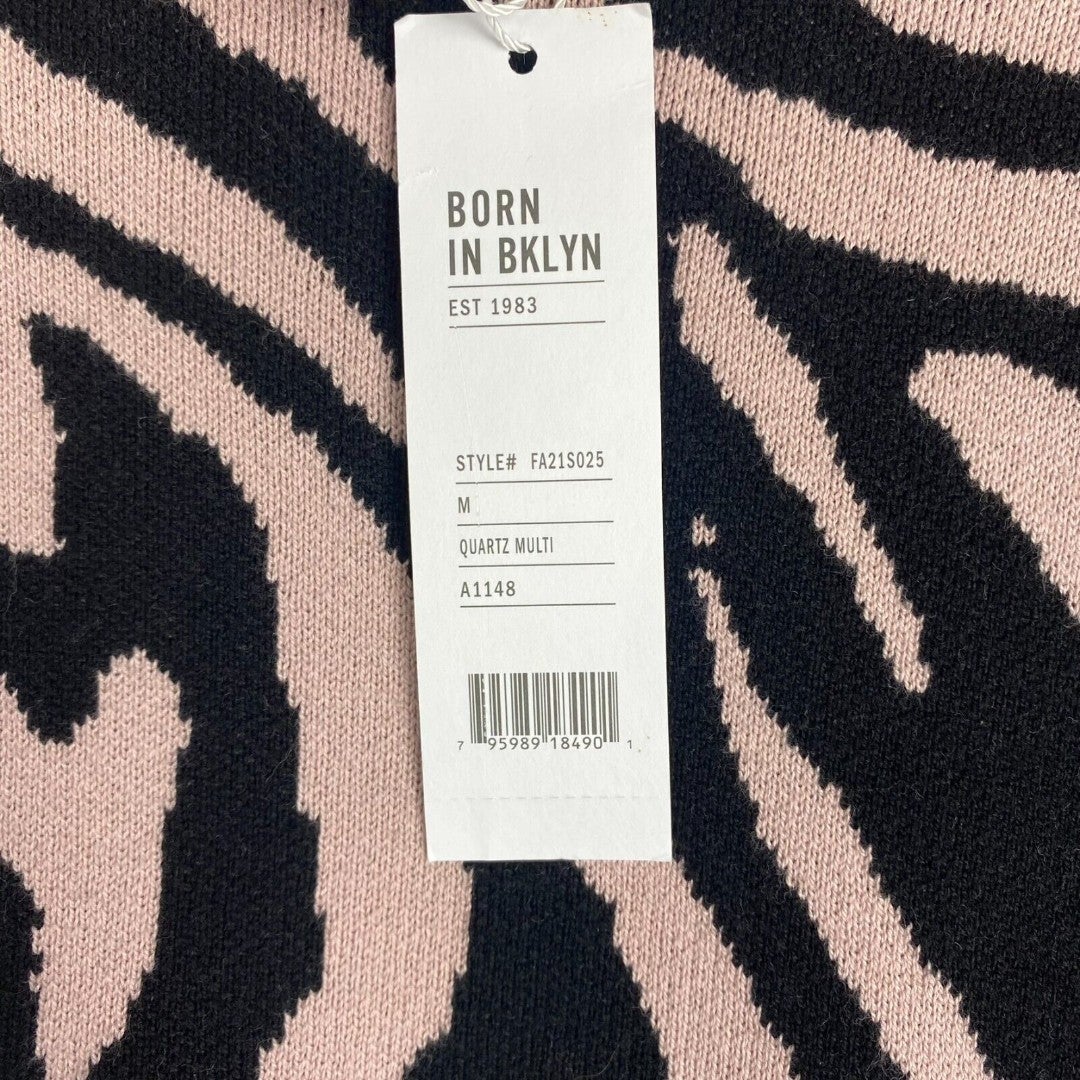 BORN
IN BKLYN
EST 1983
STYLE# FA21S025
M
QUARTZ MULTI
A1148
7 95989 18490 1